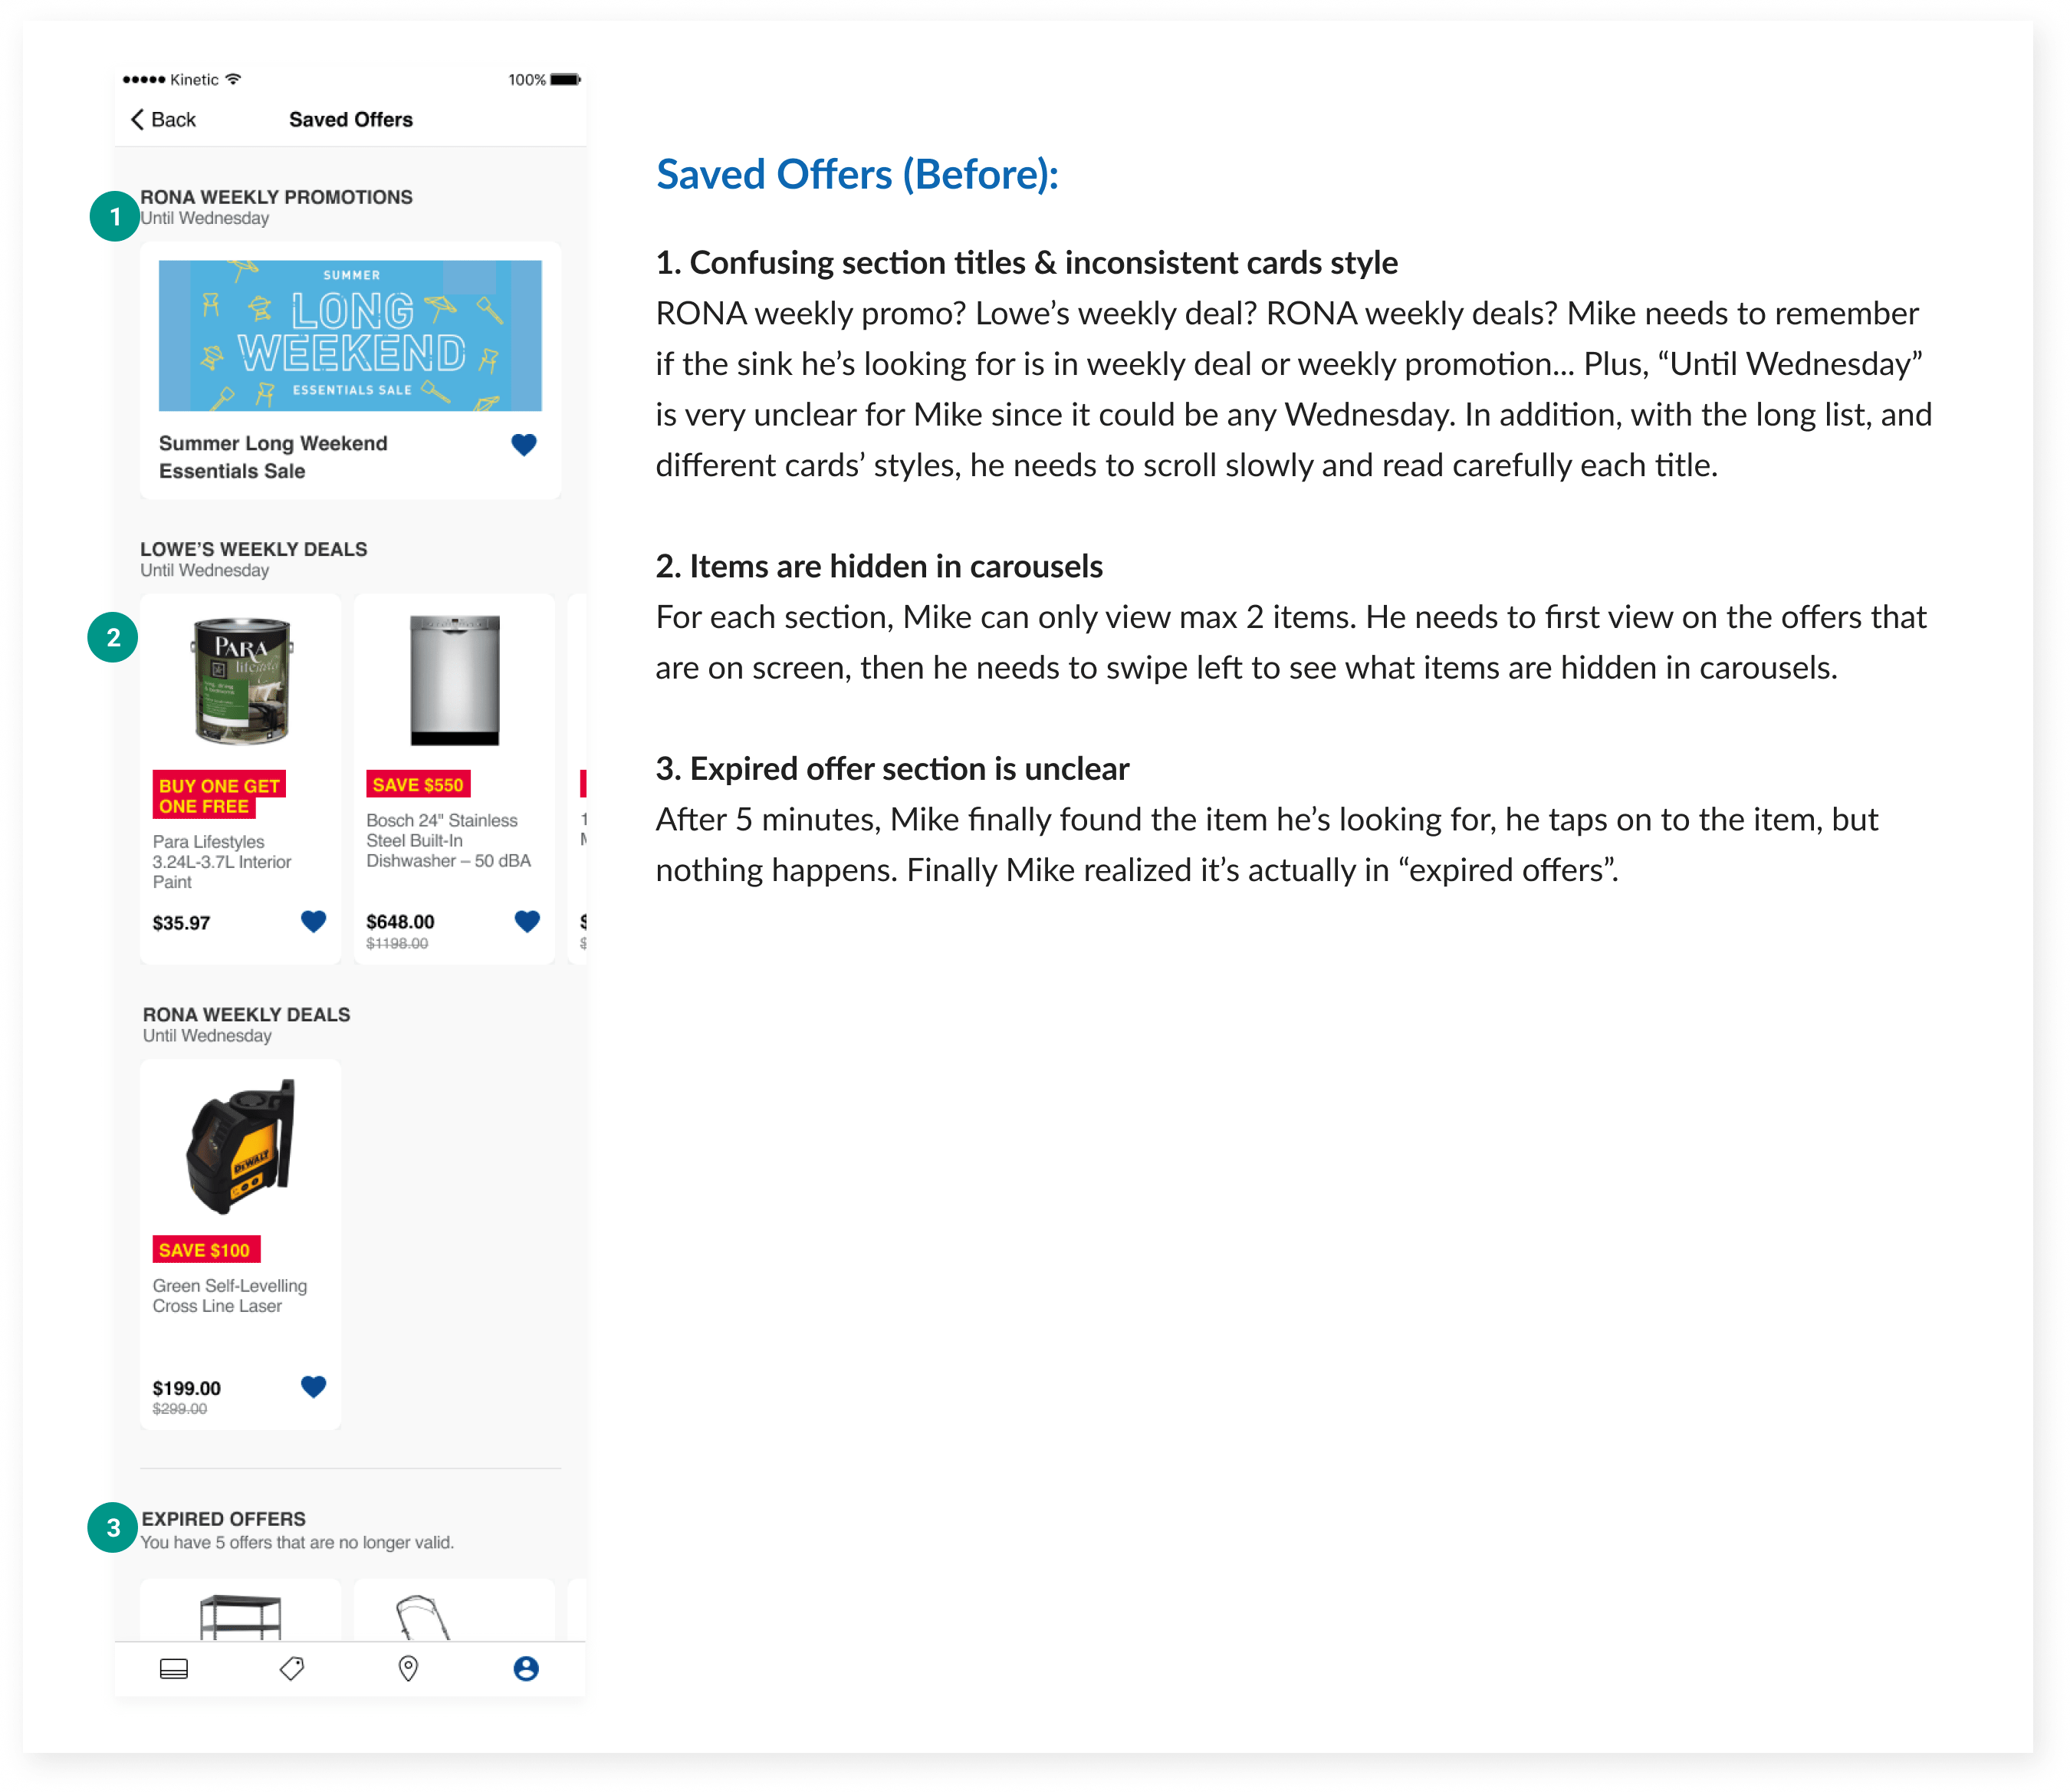 Kinetic
100%
Back
Saved Offers
1
RONA WEEKLY PROMOTIONS
Until Wednesday
SUMMER
LONG
WEEKEND
ESSENTIALS SALE
Summer Long Weekend
Essentials Sale
LOWE'S WEEKLY DEALS
Until Wednesday
2
PARA
BUY ONE GET
ONE FREE
Para Lifestyles
3.24L-3.7L Interior
Paint
$35.97
SAVE $550
Bosch 24" Stainless
Steel Built-In
Dishwasher – 50 dBA
$648.00
$1198.00
RONA WEEKLY DEALS
Until Wednesday
DEWALT
SAVE $100
Green Self-Levelling
Cross Line Laser
$199.00
$299.00
3
EXPIRED OFFERS
You have 5 offers that are no longer valid.
Saved Offers (Before):
1. Confusing section titles & inconsistent cards style
RONA weekly promo? Lowe’s weekly deal? RONA weekly deals? Mike needs to remember
if the sink he’s looking for is in weekly deal or weekly promotion... Plus, “Until Wednesday”
is very unclear for Mike since it could be any Wednesday. In addition, with the long list, and
different cards’ styles, he needs to scroll slowly and read carefully each title.
2. Items are hidden in carousels
For each section, Mike can only view max 2 items. He needs to first view on the offers that
are on screen, then he needs to swipe left to see what items are hidden in carousels.
3. Expired offer section is unclear
After 5 minutes, Mike finally found the item he’s looking for, he taps on to the item, but
nothing happens. Finally Mike realized it’s actually in “expired offers”.